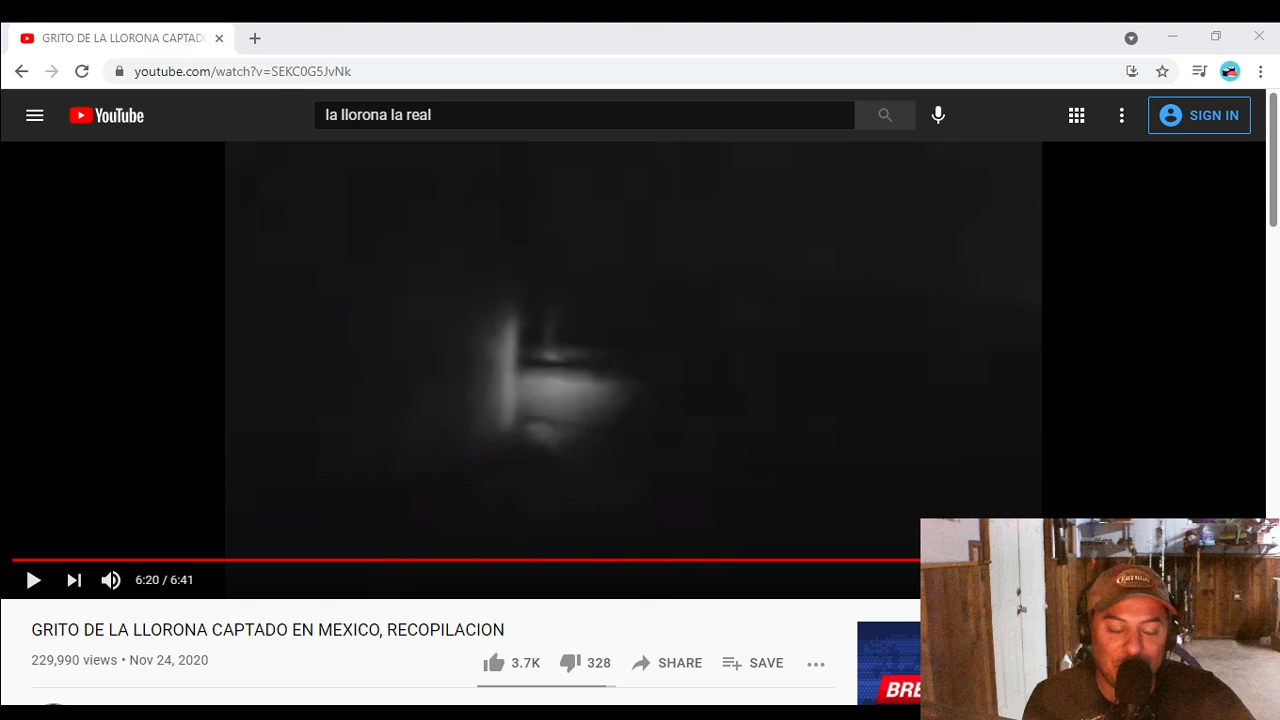 GRITO DE LA LLORONA CAPTAD
youtube.com/watch?v=SEKC0G5JvNk
YouTube
la llorona la real
SIGN IN
6:20 / 6:41
GRITO DE LA LLORONA CAPTADO EN MEXICO, RECOPILACION
229,990 views • Nov 24, 2020
3.7K
328
SHARE
SAVE
BRE